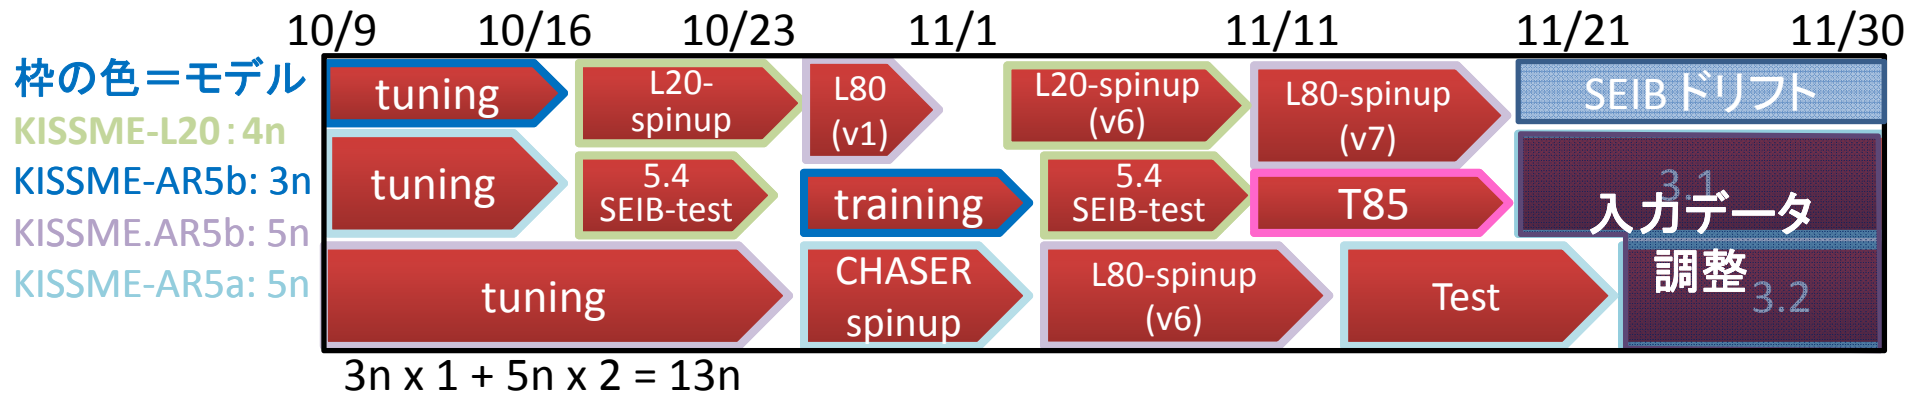 10/9 10/16 10/23 11/1 11/11 11/21 11/30
枠の色＝モデル
KISSME-L20：4n
KISSME-AR5b: 3n
KISSME.AR5b: 5n
KISSME-AR5a: 5n
tuning
L20-
spinup
L80
(v1)
L20-spinup
(v6)
L80-spinup
(v7)
SEIBドリフト
tuning
5.4
SEIB-test
training
5.4
SEIB-test
T85
3.1
入力データ
調整
3.2
tuning
CHASER
spinup
L80-spinup
(v6)
Test
3n x 1 + 5n x 2 = 13n